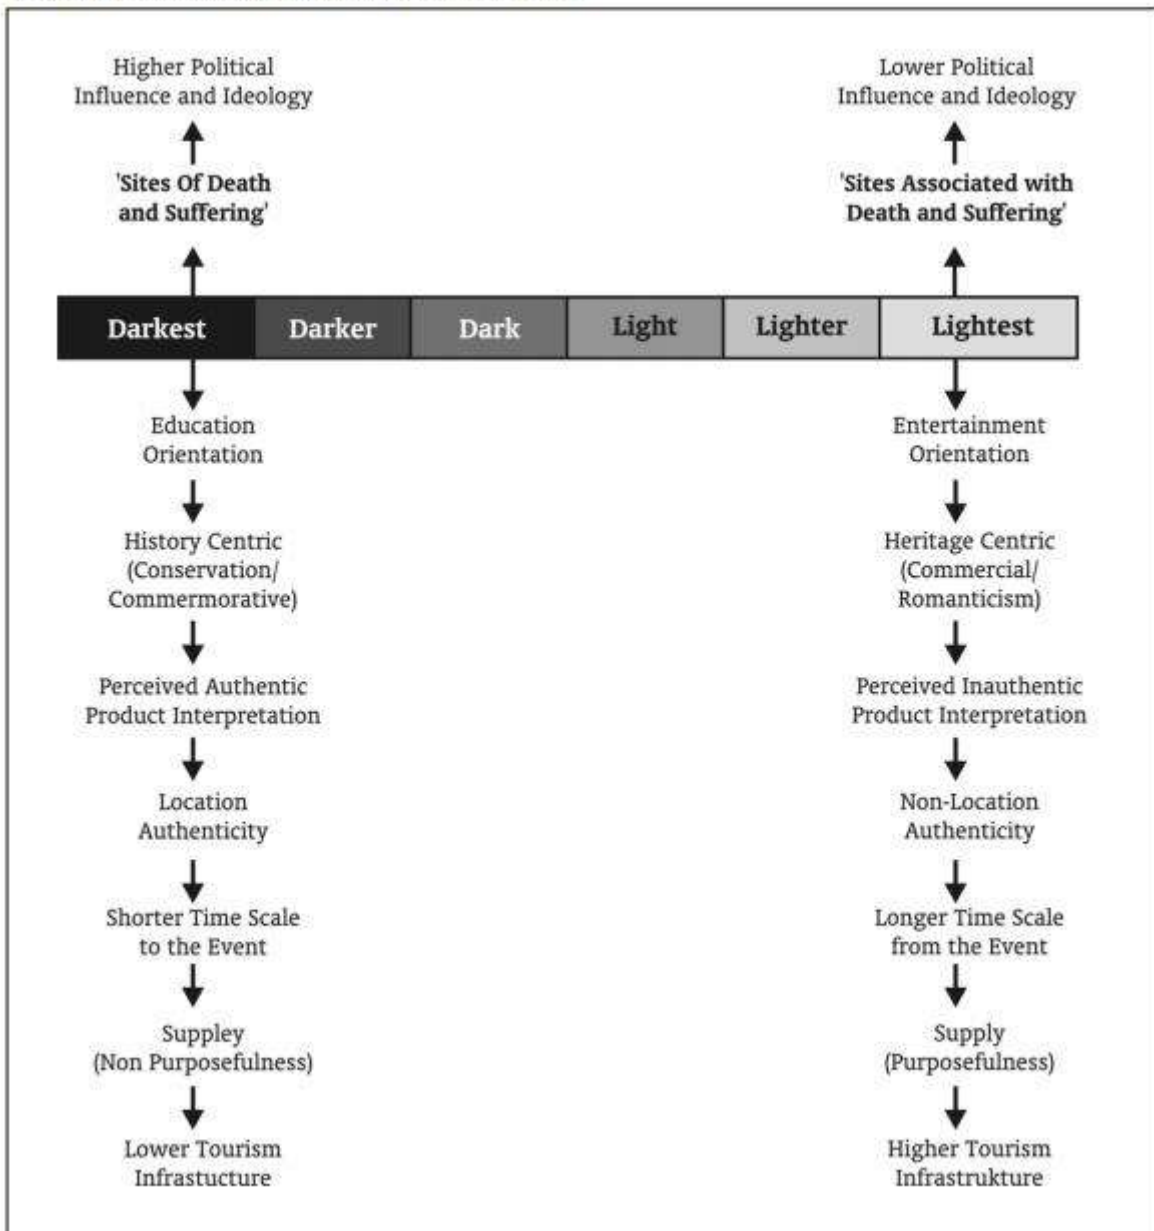 Higher Political
Influence and Ideology
Lower Political
Influence and Ideology
'Sites Of Death
and Suffering'
'Sites Associated with
Death and Suffering'
Darkest
Darker
Dark
Light
Lighter
Lightest
Education
Orientation
Entertainment
Orientation
History Centric
(Conservation/
Commermorative)
Heritage Centric
(Commercial/
Romanticism)
Perceived Authentic
Product Interpretation
Perceived Inauthentic
Product Interpretation
Location
Authenticity
Non-Location
Authenticity
Shorter Time Scale
to the Event
Longer Time Scale
from the Event
Suppley
(Non Purposefulness)
Supply
(Purposefulness)
Lower Tourism
Infrastucture
Higher Tourism
Infrastrukture